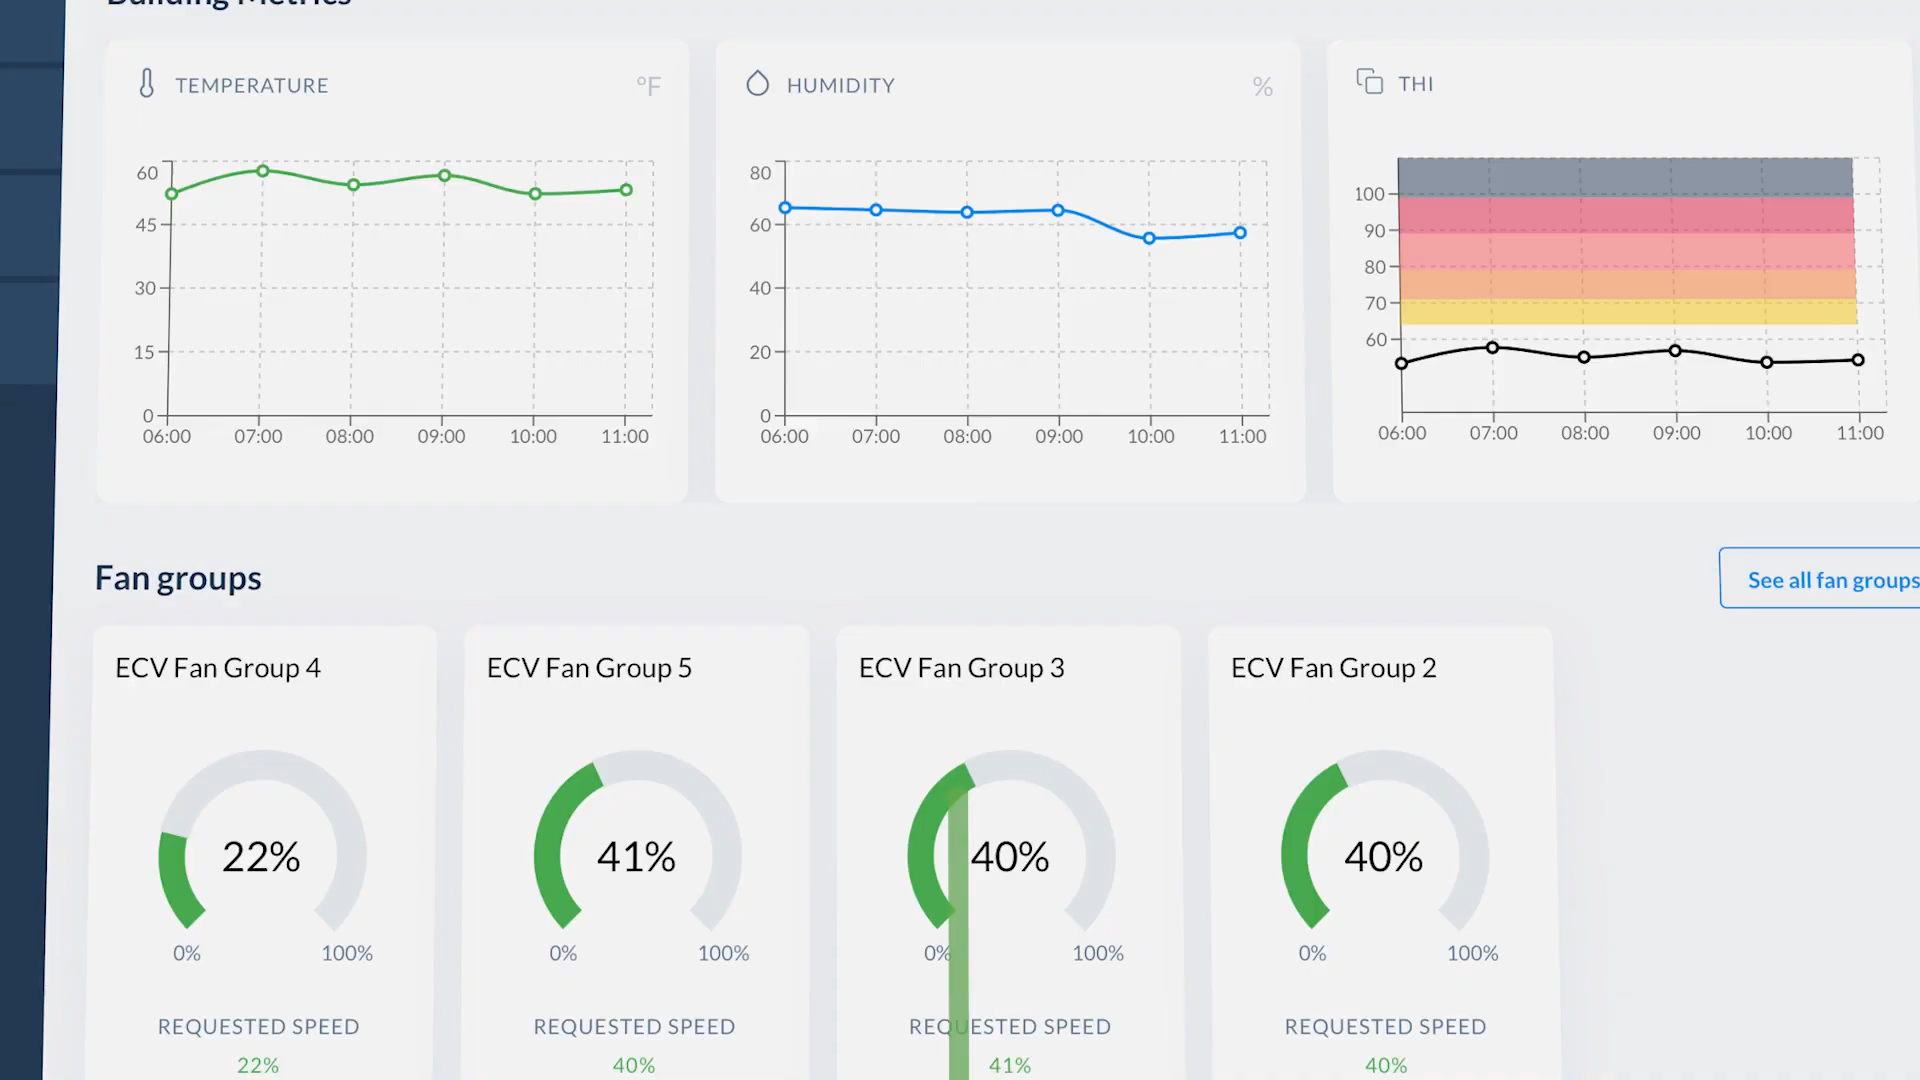 Building Metrics
TEMPERATURE
°F
60
45
30
15
0
06:00 07:00 08:00 09:00 10:00 11:00
HUMIDITY
%
80
60
40
20
0
06:00 07:00 08:00 09:00 10:00 11:00
THI
100
90
80
70
60
06:00 07:00 08:00 09:00 10:00 11:00
Fan groups
See all fan groups
ECV Fan Group 4
22%
0% 100%
REQUESTED SPEED
22%
ECV Fan Group 5
41%
0% 100%
REQUESTED SPEED
40%
ECV Fan Group 3
40%
0% 100%
REQUESTED SPEED
41%
ECV Fan Group 2
40%
0% 100%
REQUESTED SPEED
40%